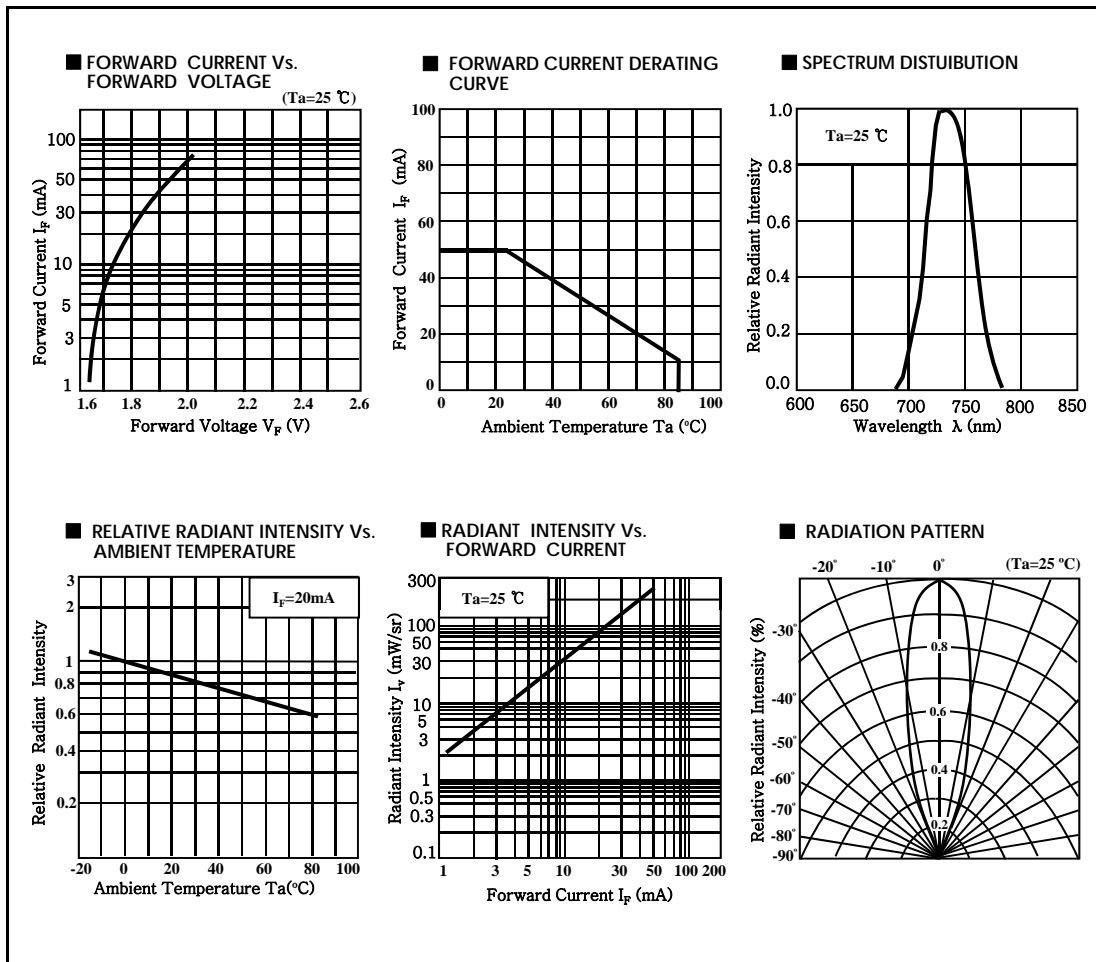 ■ FORWARD CURRENT Vs.
FORWARD VOLTAGE
(Ta=25 ℃)
Forward Current IF (mA)
100
50
30
10
5
3
1
1.6 1.8 2.0 2.2 2.4 2.6
Forward Voltage VF (V)
■ FORWARD CURRENT DERATING
CURVE
Forward Current IF (mA)
100
80
60
40
20
0
0 20 40 60 80 100
Ambient Temperature Ta (°C)
■ SPECTRUM DISTUIBUTION
Ta=25 ℃
Relative Radiant Intensity
1.0
0.8
0.6
0.4
0.2
0.0
600 650 700 750 800 850
Wavelength λ (nm)
■ RELATIVE RADIANT INTENSITY Vs.
AMBIENT TEMPERATURE
IF=20mA
Relative Radiant Intensity
3
2
1
0.8
0.6
0.4
0.2
-20 0 20 40 60 80 100
Ambient Temperature Ta(°C)
■ RADIANT INTENSITY Vs.
FORWARD CURRENT
Ta=25 ℃
Radiant Intensity Iv (mW/sr)
300
100
50
30
10
5
3
1
0.5
0.3
0.1
1 3 5 10 30 50 100 200
Forward Current IF (mA)
■ RADIATION PATTERN
-20° -10° 0° (Ta=25 °C)
Relative Radiant Intensity (%)
-30°
-40°
-50°
-60°
-70°
-80°
-90°
0.8
0.6
0.4
0.2